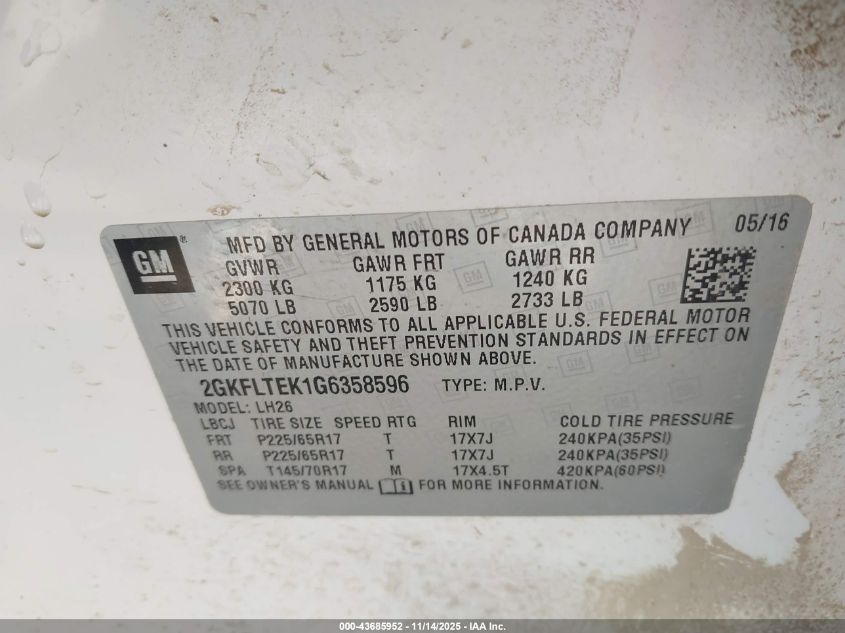 GM ®
MFD BY GENERAL MOTORS OF CANADA COMPANY 05/16
GVWR GAWR FRT GAWR RR
2300 KG 1175 KG 1240 KG
5070 LB 2590 LB 2733 LB
THIS VEHICLE CONFORMS TO ALL APPLICABLE U.S. FEDERAL MOTOR
VEHICLE SAFETY AND THEFT PREVENTION STANDARDS IN EFFECT ON
THE DATE OF MANUFACTURE SHOWN ABOVE.
2GKFLTEK1G6358596 TYPE: M.P.V.
MODEL: LH26
LBCJ TIRE SIZE SPEED RTG RIM COLD TIRE PRESSURE
FRT P225/65R17 T 17X7J 240KPA(35PSI)
RR P225/65R17 T 17X7J 240KPA(35PSI)
SPA T145/70R17 M 17X4.5T 420KPA(60PSI)
SEE OWNER'S MANUAL FOR MORE INFORMATION.
000-43685952 - 11/14/2025 - IAA Inc.